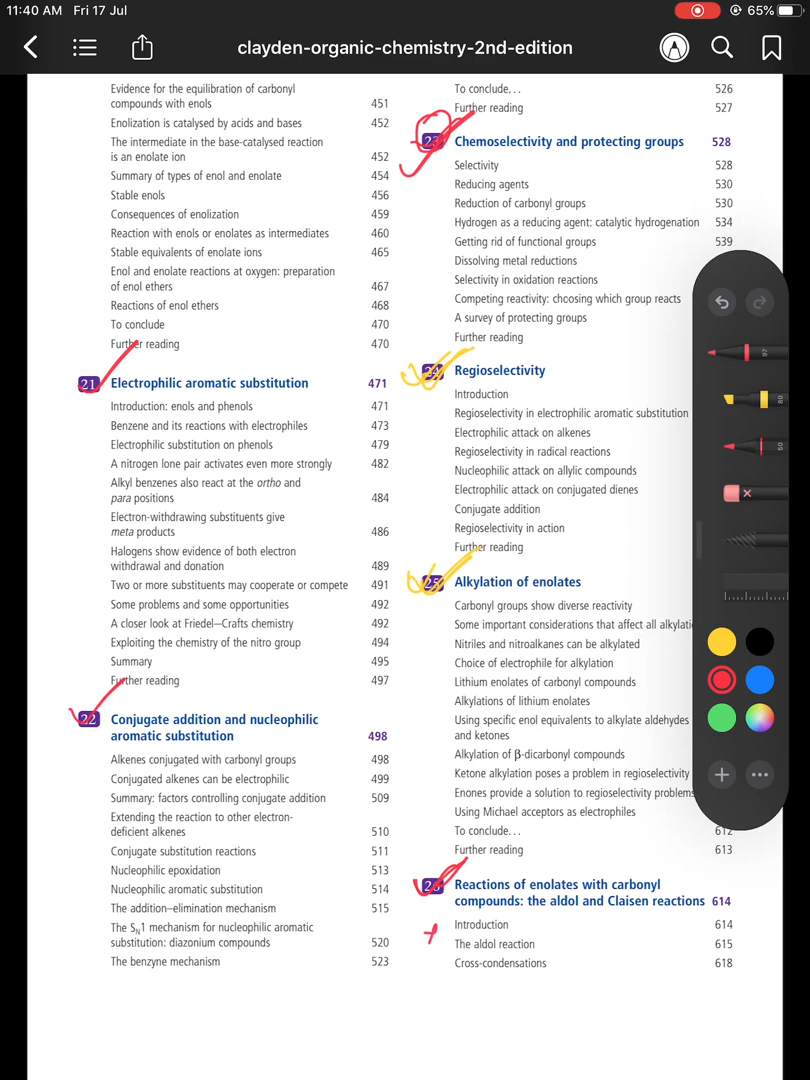 11:40 AM Fri 17 Jul
65%
clayden-organic-chemistry-2nd-edition
Evidence for the equilibration of carbonyl
compounds with enols 451
Enolization is catalysed by acids and bases 452
The intermediate in the base-catalysed reaction
is an enolate ion 452
Summary of types of enol and enolate 454
Stable enols 456
Consequences of enolization 459
Reaction with enols or enolates as intermediates 460
Stable equivalents of enolate ions 465
Enol and enolate reactions at oxygen: preparation
of enol ethers 467
Reactions of enol ethers 468
To conclude 470
Further reading 470
21 Electrophilic aromatic substitution 471
Introduction: enols and phenols 471
Benzene and its reactions with electrophiles 473
Electrophilic substitution on phenols 479
A nitrogen lone pair activates even more strongly 482
Alkyl benzenes also react at the ortho and
para positions 484
Electron-withdrawing substituents give
meta products 486
Halogens show evidence of both electron
withdrawal and donation 489
Two or more substituents may cooperate or compete 491
Some problems and some opportunities 492
A closer look at Friedel–Crafts chemistry 492
Exploiting the chemistry of the nitro group 494
Summary 495
Further reading 497
22 Conjugate addition and nucleophilic
aromatic substitution 498
Alkenes conjugated with carbonyl groups 498
Conjugated alkenes can be electrophilic 499
Summary: factors controlling conjugate addition 509
Extending the reaction to other electron-
deficient alkenes 510
Conjugate substitution reactions 511
Nucleophilic epoxidation 513
Nucleophilic aromatic substitution 514
The addition–elimination mechanism 515
The SN1 mechanism for nucleophilic aromatic
substitution: diazonium compounds 520
The benzyne mechanism 523
To conclude… 526
Further reading 527
23 Chemoselectivity and protecting groups 528
Selectivity 528
Reducing agents 530
Reduction of carbonyl groups 530
Hydrogen as a reducing agent: catalytic hydrogenation 534
Getting rid of functional groups 539
Dissolving metal reductions
Selectivity in oxidation reactions
Competing reactivity: choosing which group reacts
A survey of protecting groups
Further reading
24 Regioselectivity
Introduction
Regioselectivity in electrophilic aromatic substitution
Electrophilic attack on alkenes
Regioselectivity in radical reactions
Nucleophilic attack on allylic compounds
Electrophilic attack on conjugated dienes
Conjugate addition
Regioselectivity in action
Further reading
25 Alkylation of enolates
Carbonyl groups show diverse reactivity
Some important considerations that affect all
Nitriles and nitroalkanes can be alkylated
Choice of electrophile for alkylation
Lithium enolates of carbonyl compounds
Alkylations of lithium enolates
Using specific enol equivalents to alkylate aldehydes
and ketones
Alkylation of β-dicarbonyl compounds
Ketone alkylation poses a problem in regioselectivity
Enones provide a solution to regioselectivity problems
Using Michael acceptors as electrophiles
To conclude… 612
Further reading 613
26 Reactions of enolates with carbonyl
compounds: the aldol and Claisen reactions 614
Introduction 614
The aldol reaction 615
Cross-condensations 618
97
80
50